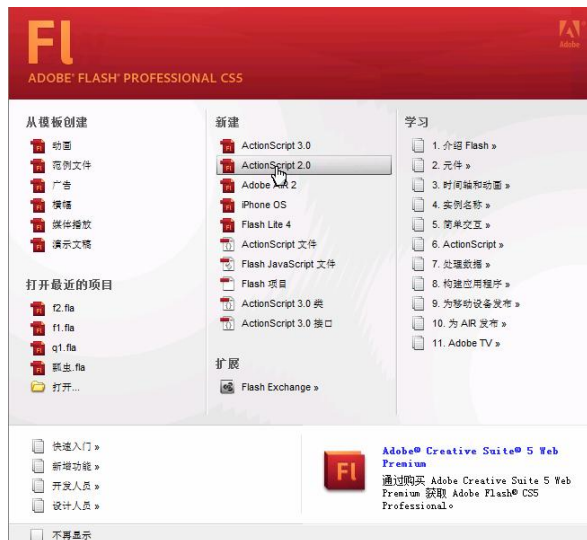 Fl
Adobe
ADOBE® FLASH® PROFESSIONAL CS5
从模板创建
动画
范例文件
广告
横幅
媒体播放
演示文稿
打开最近的项目
f2.fla
f1.fla
q1.fla
瓢虫.fla
打开...
新建
ActionScript 3.0
ActionScript 2.0
Adobe AIR 2
iPhone OS
Flash Lite 4
ActionScript 文件
Flash JavaScript 文件
Flash 项目
ActionScript 3.0 类
ActionScript 3.0 接口
扩展
Flash Exchange »
学习
1. 介绍 Flash »
2. 元件 »
3. 时间轴和动画 »
4. 实例名称 »
5. 简单交互 »
6. ActionScript »
7. 处理数据 »
8. 构建应用程序 »
9. 为移动设备发布 »
10. 为 AIR 发布 »
11. Adobe TV »
快速入门 »
新增功能 »
开发人员 »
设计人员 »
Fl
Adobe® Creative Suite® 5 Web
Premium
通过购买 Adobe Creative Suite 5 Web
Premium 获取 Adobe Flash® CS5
Professional。
不再显示